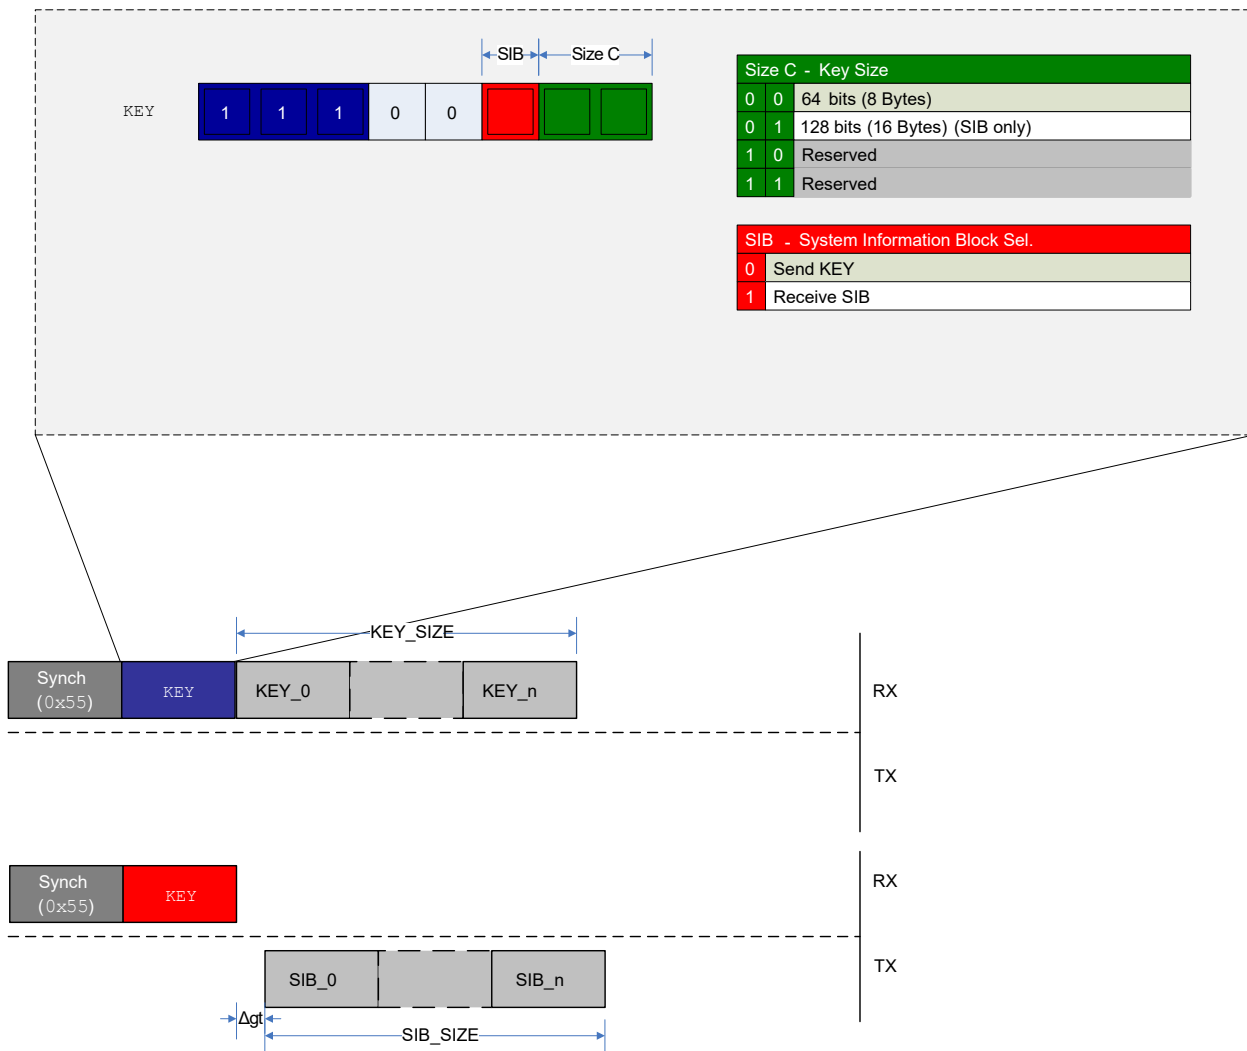 SIB Size C
KEY 1 1 1 0 0
Size C - Key Size
0 0 64 bits (8 Bytes)
0 1 128 bits (16 Bytes) (SIB only)
1 0 Reserved
1 1 Reserved
SIB - System Information Block Sel.
0 Send KEY
1 Receive SIB
KEY_SIZE
Synch
(0x55)
KEY
KEY_0
KEY_n
RX
TX
Synch
(0x55)
KEY
RX
SIB_0
SIB_n
TX
Δgt
SIB_SIZE